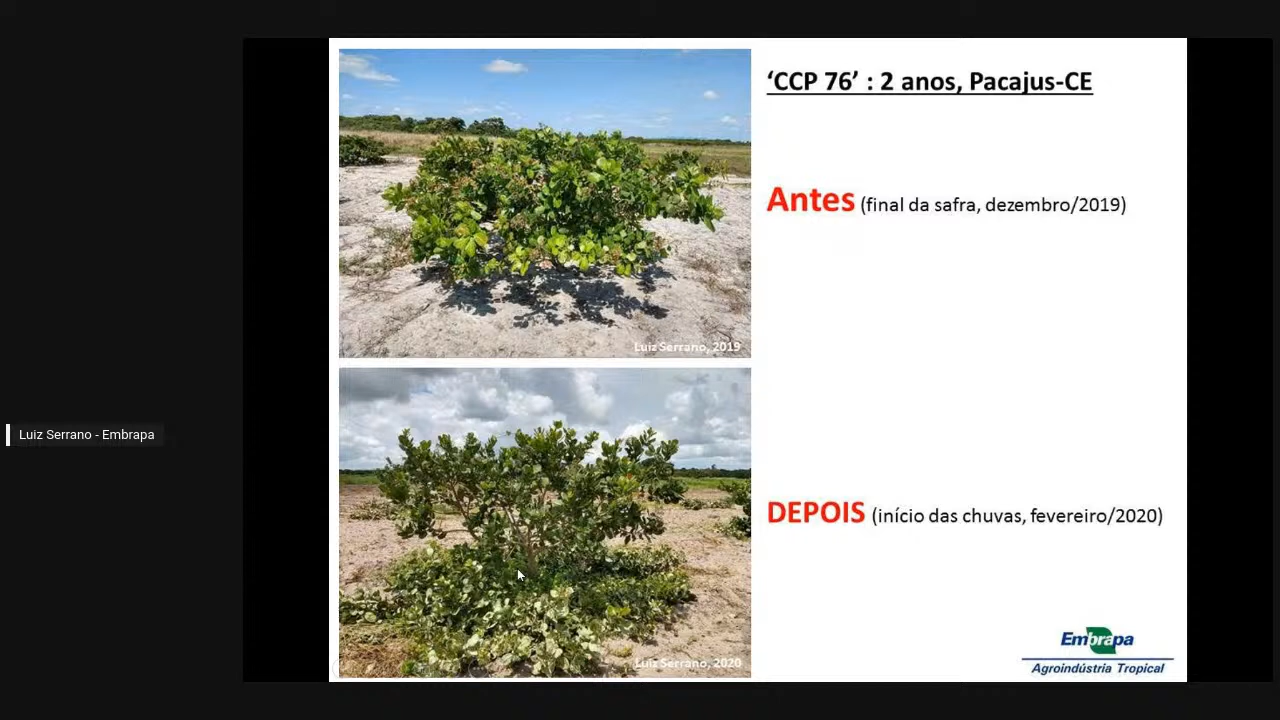 'CCP 76' : 2 anos, Pacajus-CE
Antes (final da safra, dezembro/2019)
Luiz Serrano, 2019
Luiz Serrano - Embrapa
DEPOIS (início das chuvas, fevereiro/2020)
Luiz Serrano, 2020
Embrapa
Agroindústria Tropical